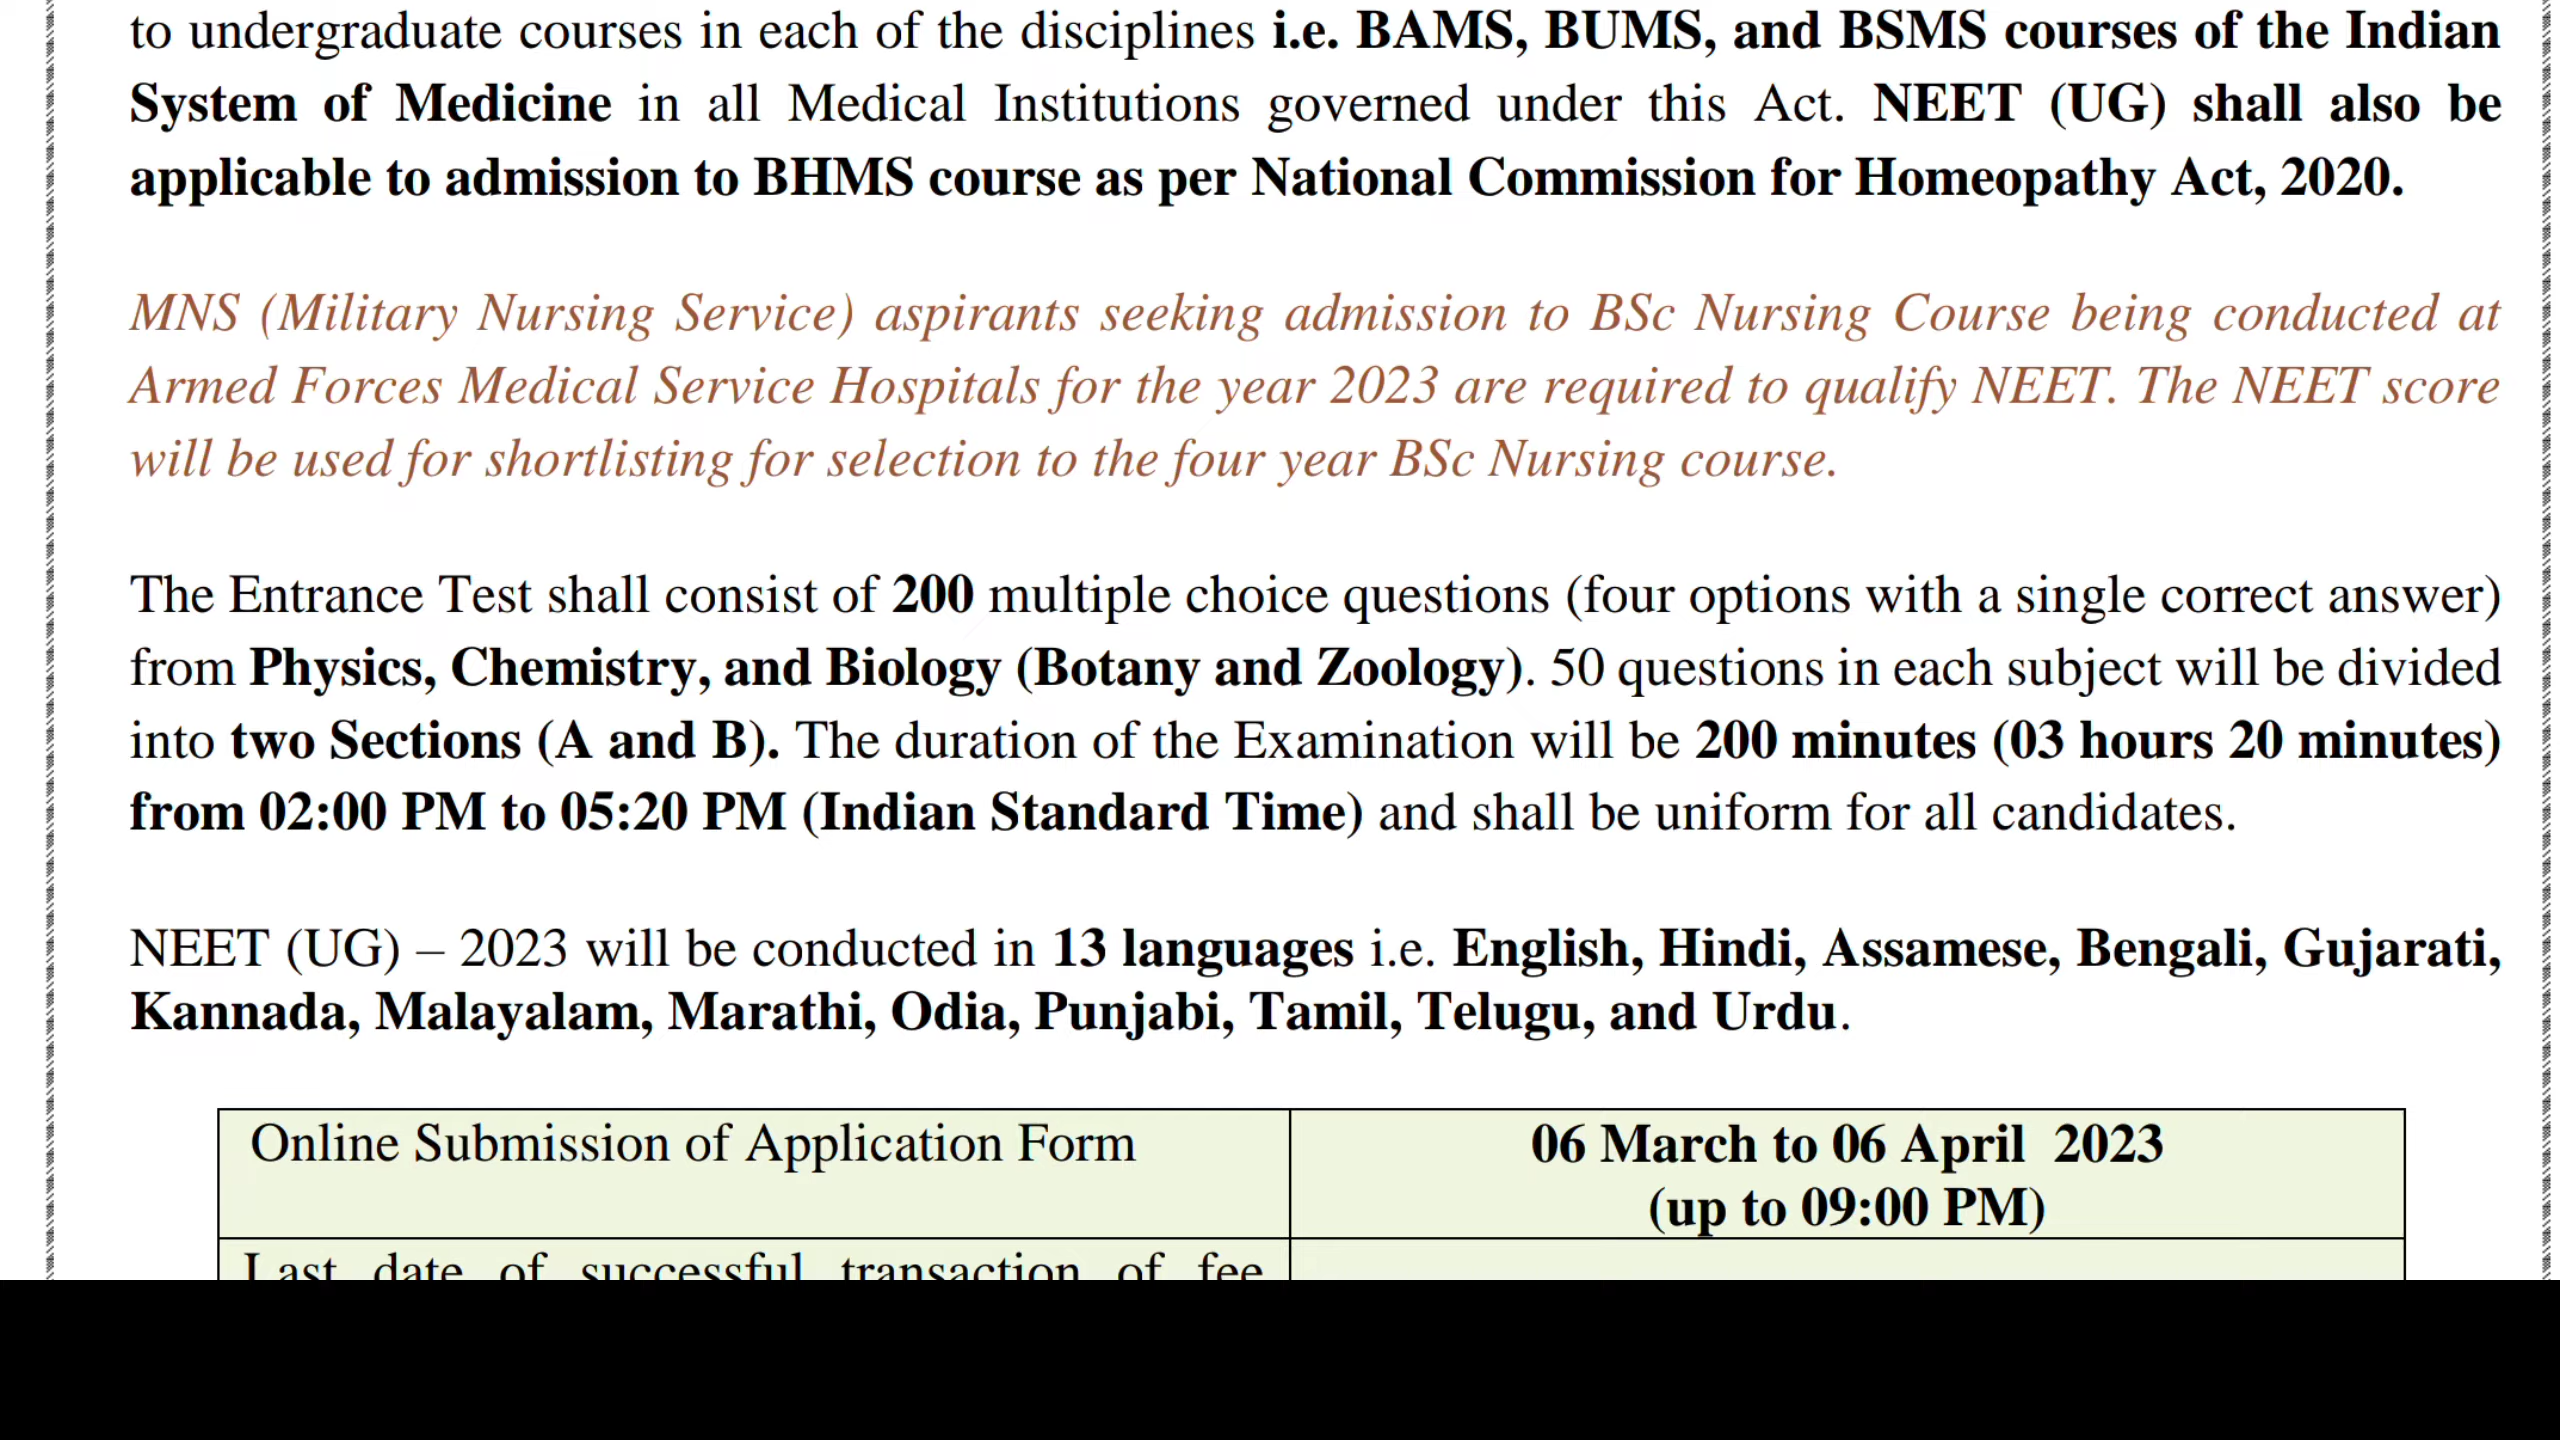 to undergraduate courses in each of the disciplines i.e. BAMS, BUMS, and BSMS courses of the Indian
System of Medicine in all Medical Institutions governed under this Act. NEET (UG) shall also be
applicable to admission to BHMS course as per National Commission for Homeopathy Act, 2020.
MNS (Military Nursing Service) aspirants seeking admission to BSc Nursing Course being conducted at
Armed Forces Medical Service Hospitals for the year 2023 are required to qualify NEET. The NEET score
will be used for shortlisting for selection to the four year BSc Nursing course.
The Entrance Test shall consist of 200 multiple choice questions (four options with a single correct answer)
from Physics, Chemistry, and Biology (Botany and Zoology). 50 questions in each subject will be divided
into two Sections (A and B). The duration of the Examination will be 200 minutes (03 hours 20 minutes)
from 02:00 PM to 05:20 PM (Indian Standard Time) and shall be uniform for all candidates.
NEET (UG) – 2023 will be conducted in 13 languages i.e. English, Hindi, Assamese, Bengali, Gujarati,
Kannada, Malayalam, Marathi, Odia, Punjabi, Tamil, Telugu, and Urdu.
Online Submission of Application Form
06 March to 06 April 2023
(up to 09:00 PM)
Last date of successful transaction of fee